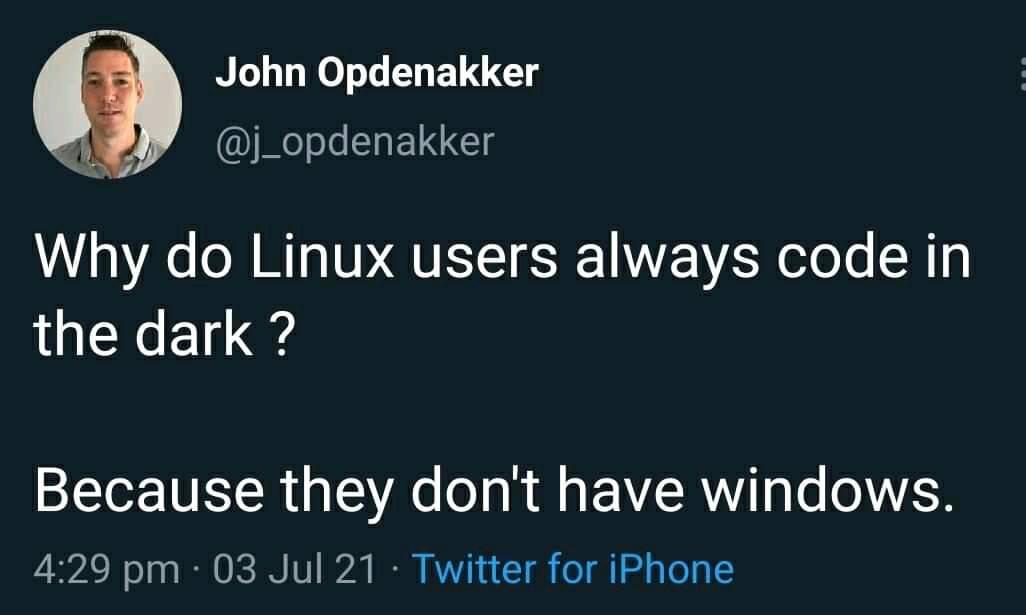 John Opdenakker
@j_opdenakker
Why do Linux users always code in
the dark ?
Because they don't have windows.
4:29 pm · 03 Jul 21 · Twitter for iPhone